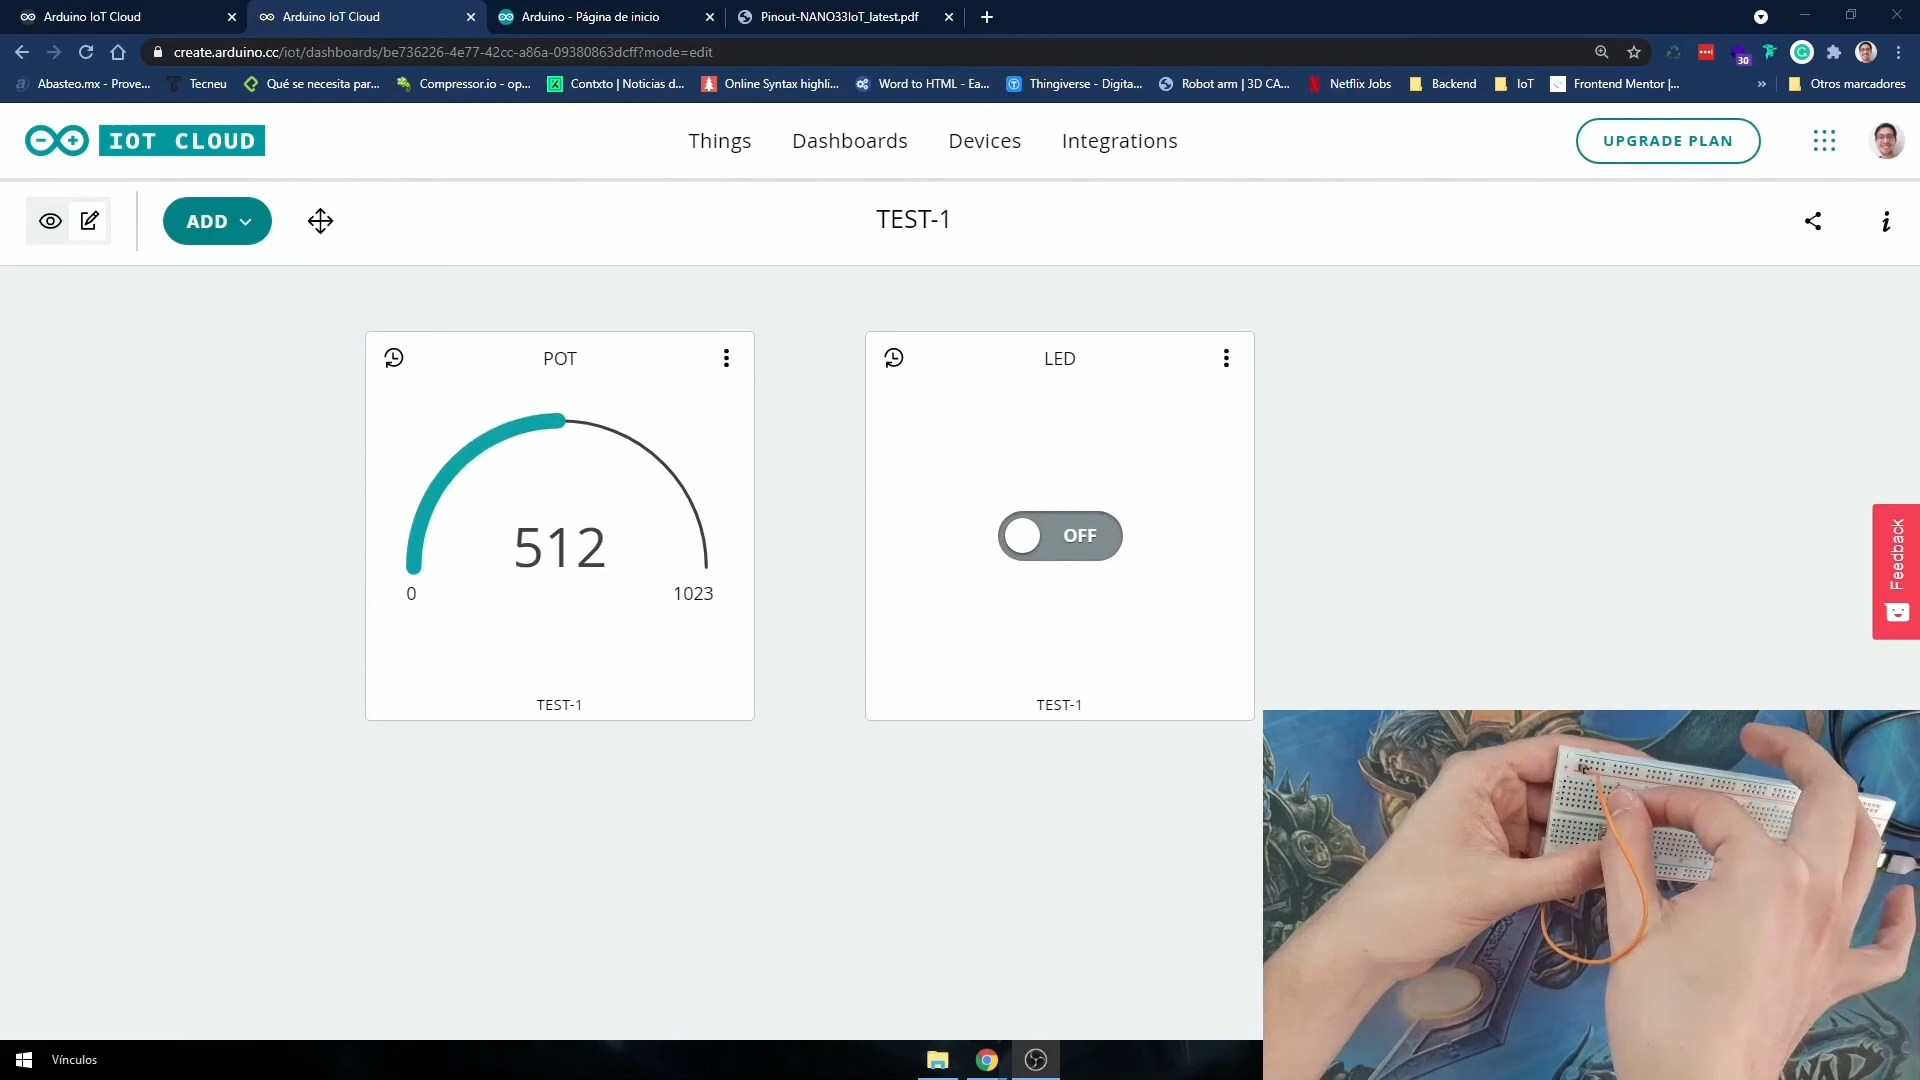 Arduino IoT Cloud
Arduino IoT Cloud
Arduino - Página de inicio
Pinout-NANO33IoT_latest.pdf
create.arduino.cc/iot/dashboards/be736226-4e77-42cc-a86a-09380863dcff?mode=edit
30
Abasteo.mx - Prove...
Tecneu
Qué se necesita par...
Compressor.io - op...
Contxto | Noticias d...
Online Syntax highli...
Word to HTML - Ea...
Thingiverse - Digita...
Robot arm | 3D CA...
Netflix Jobs
Backend
IoT
Frontend Mentor |...
»
Otros marcadores
IOT CLOUD
Things
Dashboards
Devices
Integrations
UPGRADE PLAN
ADD
TEST-1
POT
512
0
1023
TEST-1
LED
OFF
TEST-1
Feedback
Vínculos